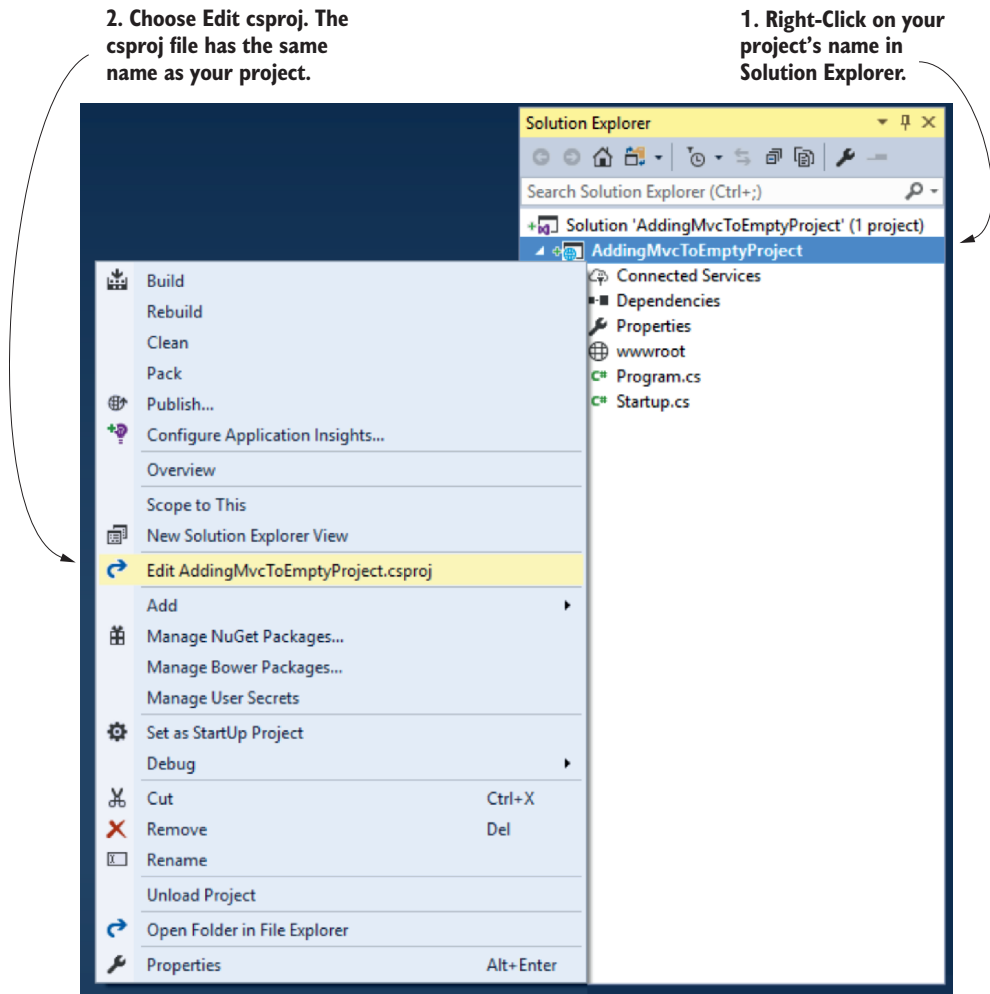 2. Choose Edit csproj. The
csproj file has the same
name as your project.
1. Right-Click on your
project's name in
Solution Explorer.
Solution Explorer
Search Solution Explorer (Ctrl+;)
Solution 'AddingMvcToEmptyProject' (1 project)
AddingMvcToEmptyProject
Connected Services
Dependencies
Properties
wwwroot
C# Program.cs
C# Startup.cs
Build
Rebuild
Clean
Pack
Publish...
Configure Application Insights...
Overview
Scope to This
New Solution Explorer View
Edit AddingMvcToEmptyProject.csproj
Add
Manage NuGet Packages...
Manage Bower Packages...
Manage User Secrets
Set as StartUp Project
Debug
Cut Ctrl+X
Remove Del
Rename
Unload Project
Open Folder in File Explorer
Properties Alt+Enter